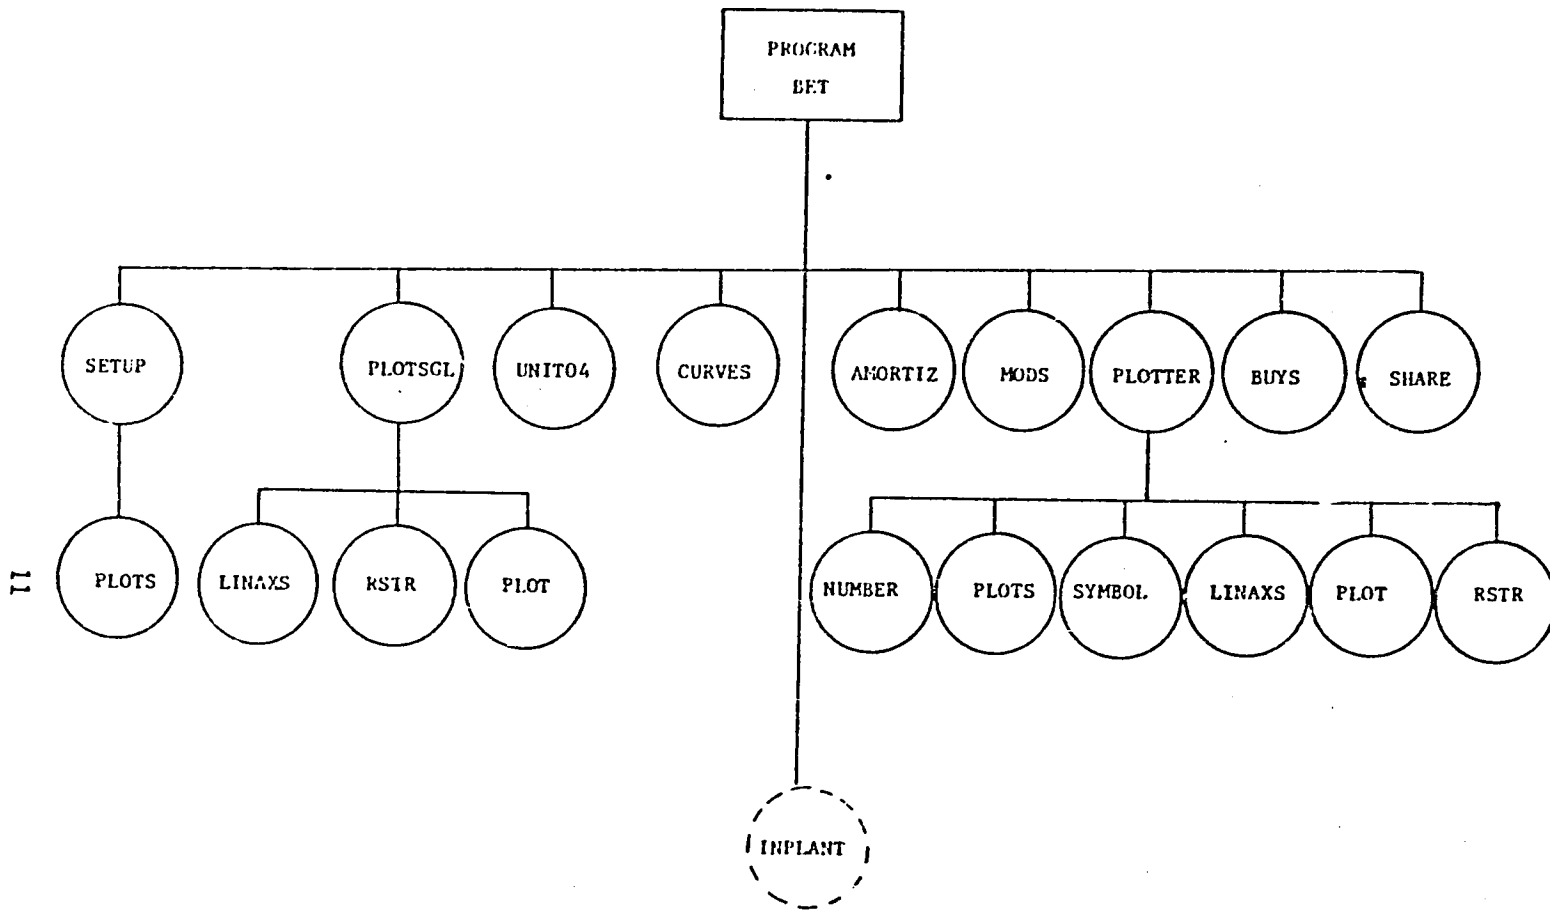 PROGRAM
BET
SETUP
PLOTSGL
UNIT04
CURVES
AMORTIZ
MODS
PLOTTER
BUYS
SHARE
PLOTS
LINAXS
RSTR
PLOT
NUMBER
PLOTS
SYMBOL
LINAXS
PLOT
RSTR
INPLANT
11